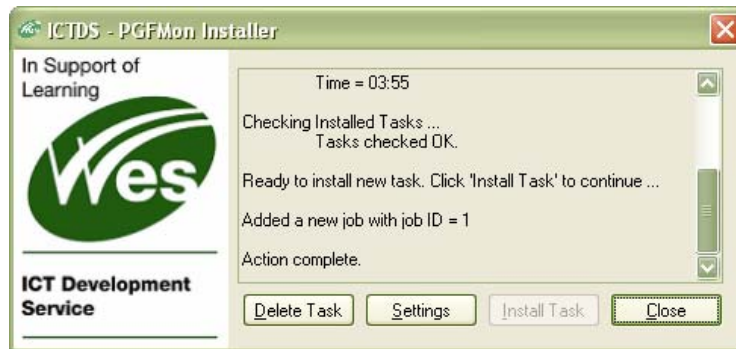 ICTDS - PGFMon Installer
In Support of
Learning
Wes
ICT Development
Service
Time = 03:55
Checking Installed Tasks ...
Tasks checked OK.
Ready to install new task. Click 'Install Task' to continue ...
Added a new job with job ID = 1
Action complete.
Delete Task
Settings
Install Task
Close